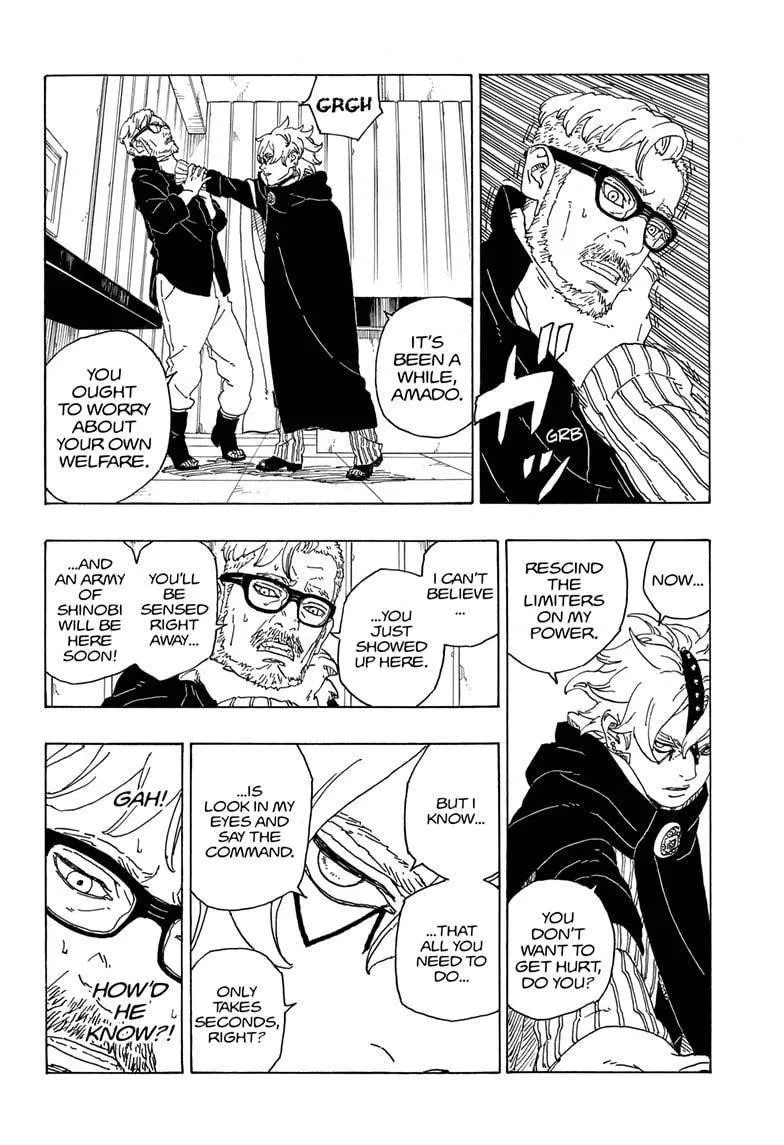 ガッ
GRB
GRGH
IT'S
BEEN A
WHILE,
AMADO.
YOU
OUGHT
TO WORRY
ABOUT
YOUR OWN
WELFARE.
NOW...
RESCIND
THE
LIMITERS
ON MY
POWER.
YOU
DON'T
WANT TO
GET HURT,
DO YOU?
I CAN'T
BELIEVE
...
...YOU
JUST
SHOWED
UP HERE.
YOU'LL
BE
SENSED
RIGHT
AWAY...
...AND
AN ARMY
OF
SHINOBI
WILL BE
HERE
SOON!
BUT I
KNOW...
...THAT
ALL YOU
NEED TO
DO...
...IS
LOOK IN MY
EYES AND
SAY THE
COMMAND.
ONLY
TAKES
SECONDS,
RIGHT?
GAH!
HOW'D
HE
KNOW?!